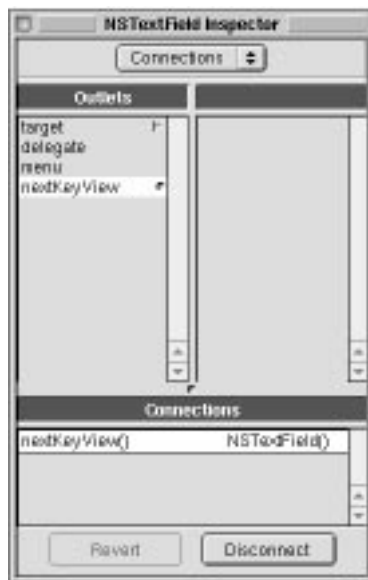 NSTextField Inspector
Connections
Outlets
target
delegate
menu
nextKeyView
Connections
nextKeyView() NSTextField()
Revert Disconnect